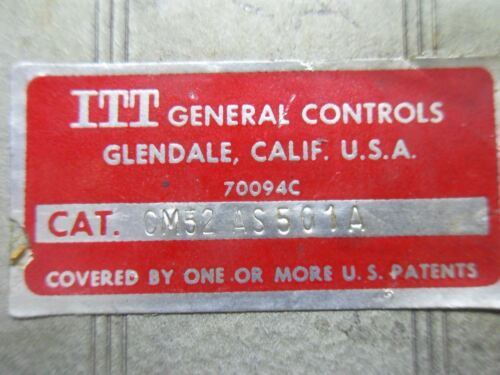 ITT GENERAL CONTROLS
GLENDALE, CALIF. U.S.A.
70094C
CAT. CM52 AS501A
COVERED BY ONE OR MORE U.S. PATENTS